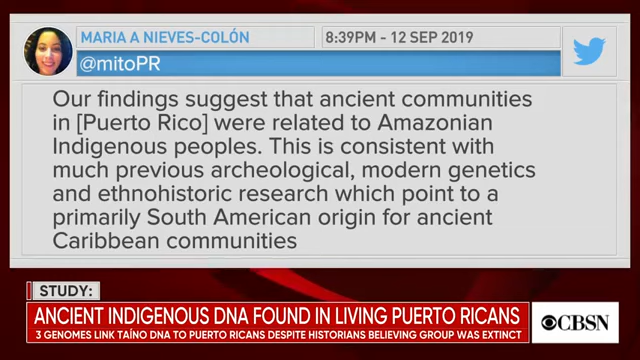 MARIA A NIEVES-COLÓN
8:39PM - 12 SEP 2019
@mitoPR
Our findings suggest that ancient communities
in [Puerto Rico] were related to Amazonian
Indigenous peoples. This is consistent with
much previous archeological, modern genetics
and ethnohistoric research which point to a
primarily South American origin for ancient
Caribbean communities
STUDY:
ANCIENT INDIGENOUS DNA FOUND IN LIVING PUERTO RICANS
3 GENOMES LINK TAÍNO DNA TO PUERTO RICANS DESPITE HISTORIANS BELIEVING GROUP WAS EXTINCT
CBSN